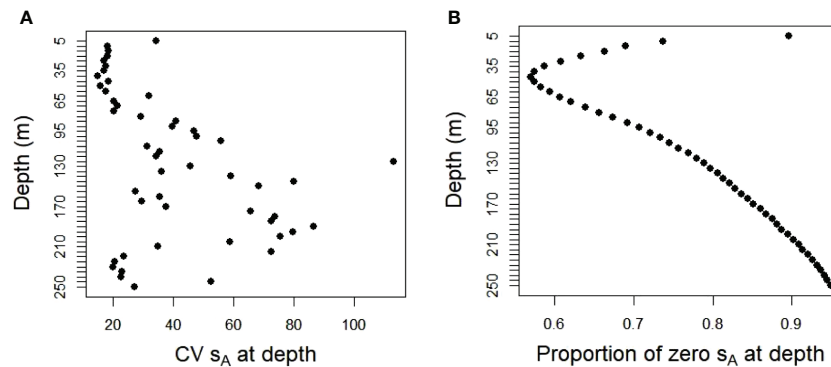 A
B
Depth (m)
5
35
65
95
130
170
210
250
20 40 60 80 100
CV sA at depth
Depth (m)
5
35
65
95
130
170
210
250
0.6 0.7 0.8 0.9
Proportion of zero sA at depth